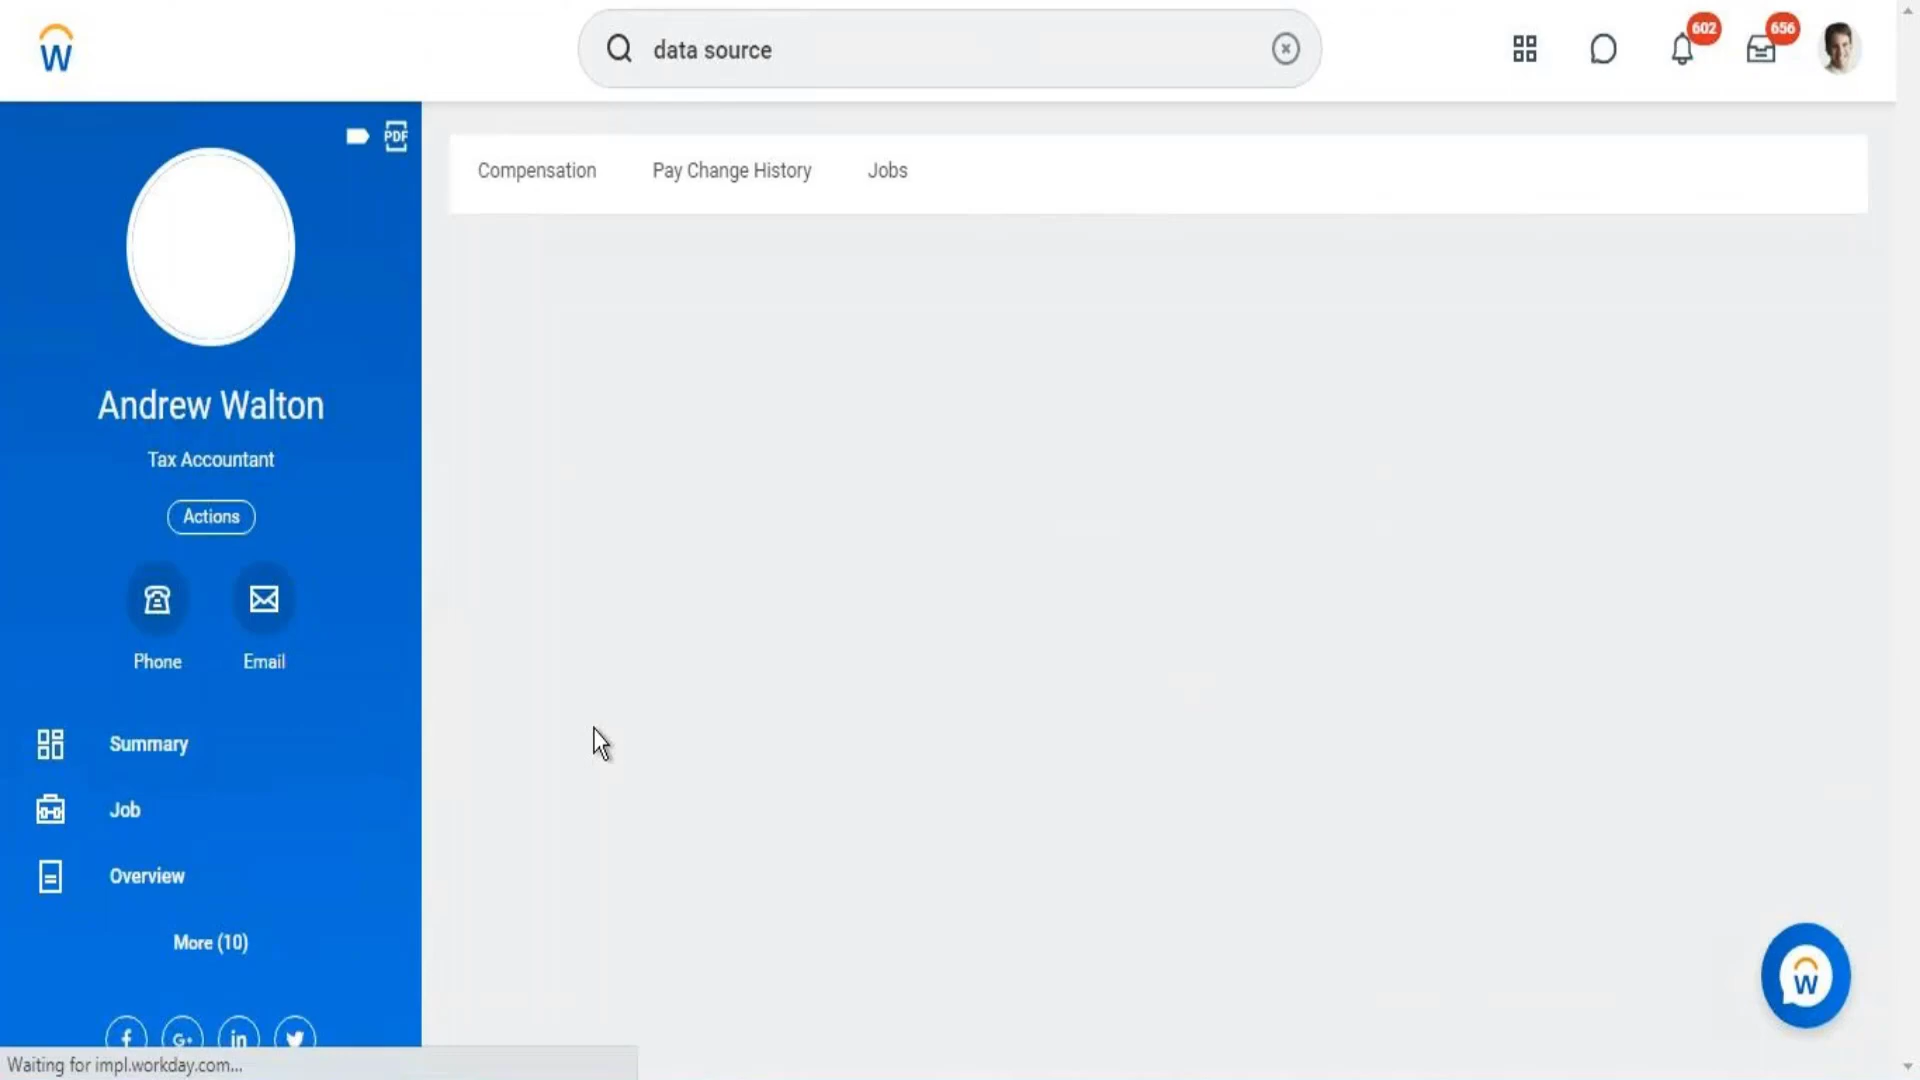 W
data source
602
656
PDF
Compensation Pay Change History Jobs
Andrew Walton
Tax Accountant
Actions
Phone Email
Summary
Job
Overview
More (10)
f G+ in
W
Waiting for impl.workday.com...